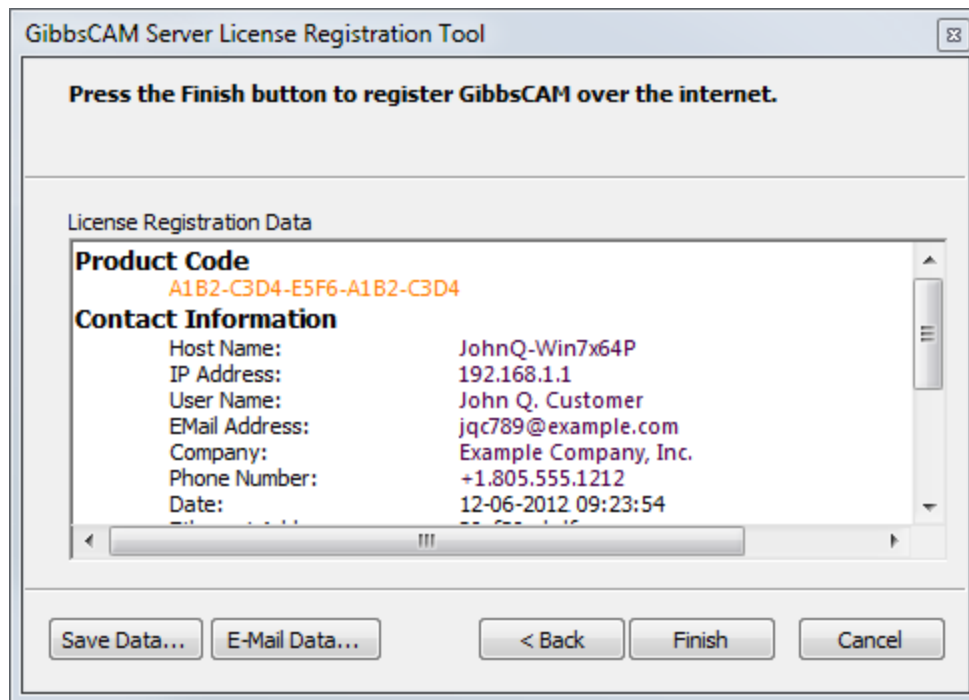 GibbsCAM Server License Registration Tool
Press the Finish button to register GibbsCAM over the internet.
License Registration Data
Product Code
A1B2-C3D4-E5F6-A1B2-C3D4
Contact Information
Host Name: JohnQ-Win7x64P
IP Address: 192.168.1.1
User Name: John Q. Customer
EMail Address: jqc789@example.com
Company: Example Company, Inc.
Phone Number: +1.805.555.1212
Date: 12-06-2012 09:23:54
Save Data... E-Mail Data... < Back Finish Cancel